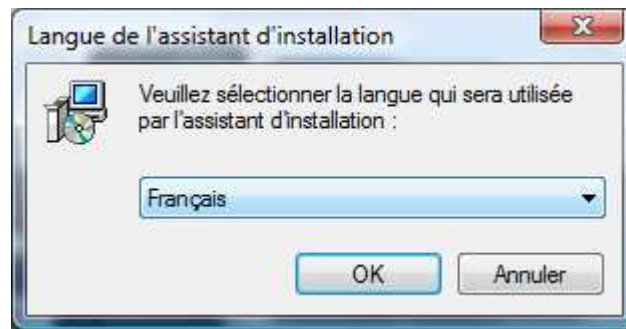 Langue de l'assistant d'installation
Veuillez sélectionner la langue qui sera utilisée
par l'assistant d'installation :
Français
OK Annuler